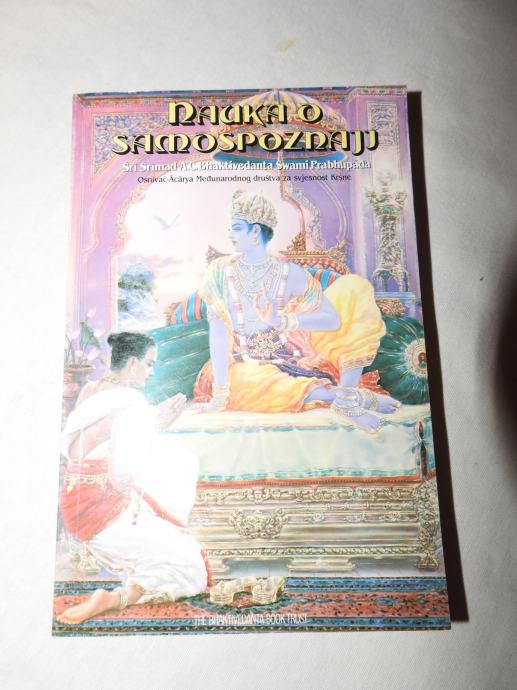 NAUKA O
SAMOSPOZNAJI
Śrī Śrīmad A.C. Bhaktivedanta Swami Prabhupāda
Osnivač-Ācārya Međunarodnog društva za svjesnost Kṛṣṇe
THE BHAKTIVEDANTA BOOK TRUST